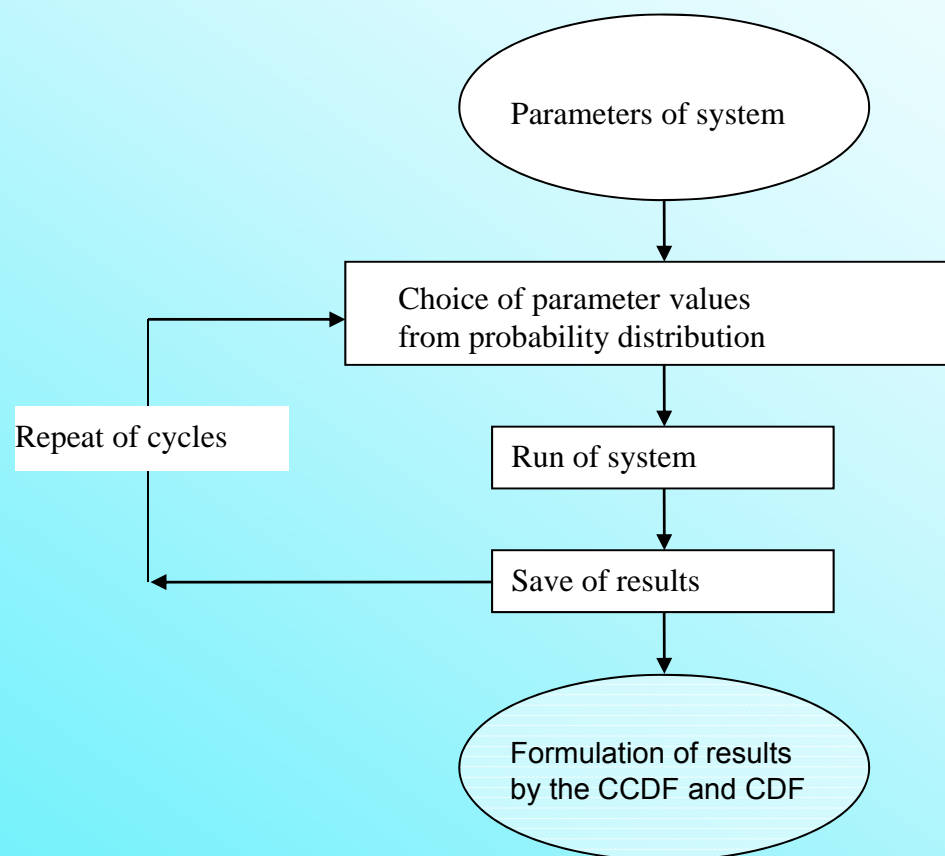 Parameters of system
Choice of parameter values
from probability distribution
Repeat of cycles
Run of system
Save of results
Formulation of results
by the CCDF and CDF